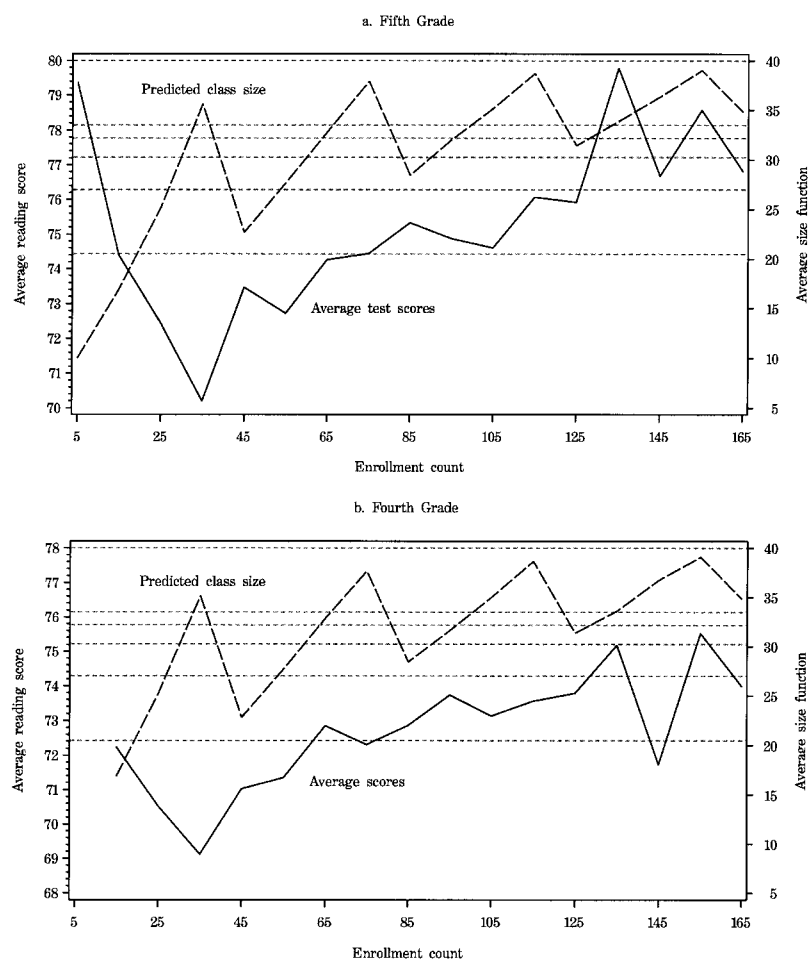 a. Fifth Grade
80
79
78
77
76
75
74
73
72
71
70
Average reading score
Predicted class size
Average test scores
40
35
30
25
20
15
10
5
Average size function
5 25 45 65 85 105 125 145 165
Enrollment count
b. Fourth Grade
78
77
76
75
74
73
72
71
70
69
68
Average reading score
Predicted class size
Average scores
40
35
30
25
20
15
10
5
Average size function
5 25 45 65 85 105 125 145 165
Enrollment count